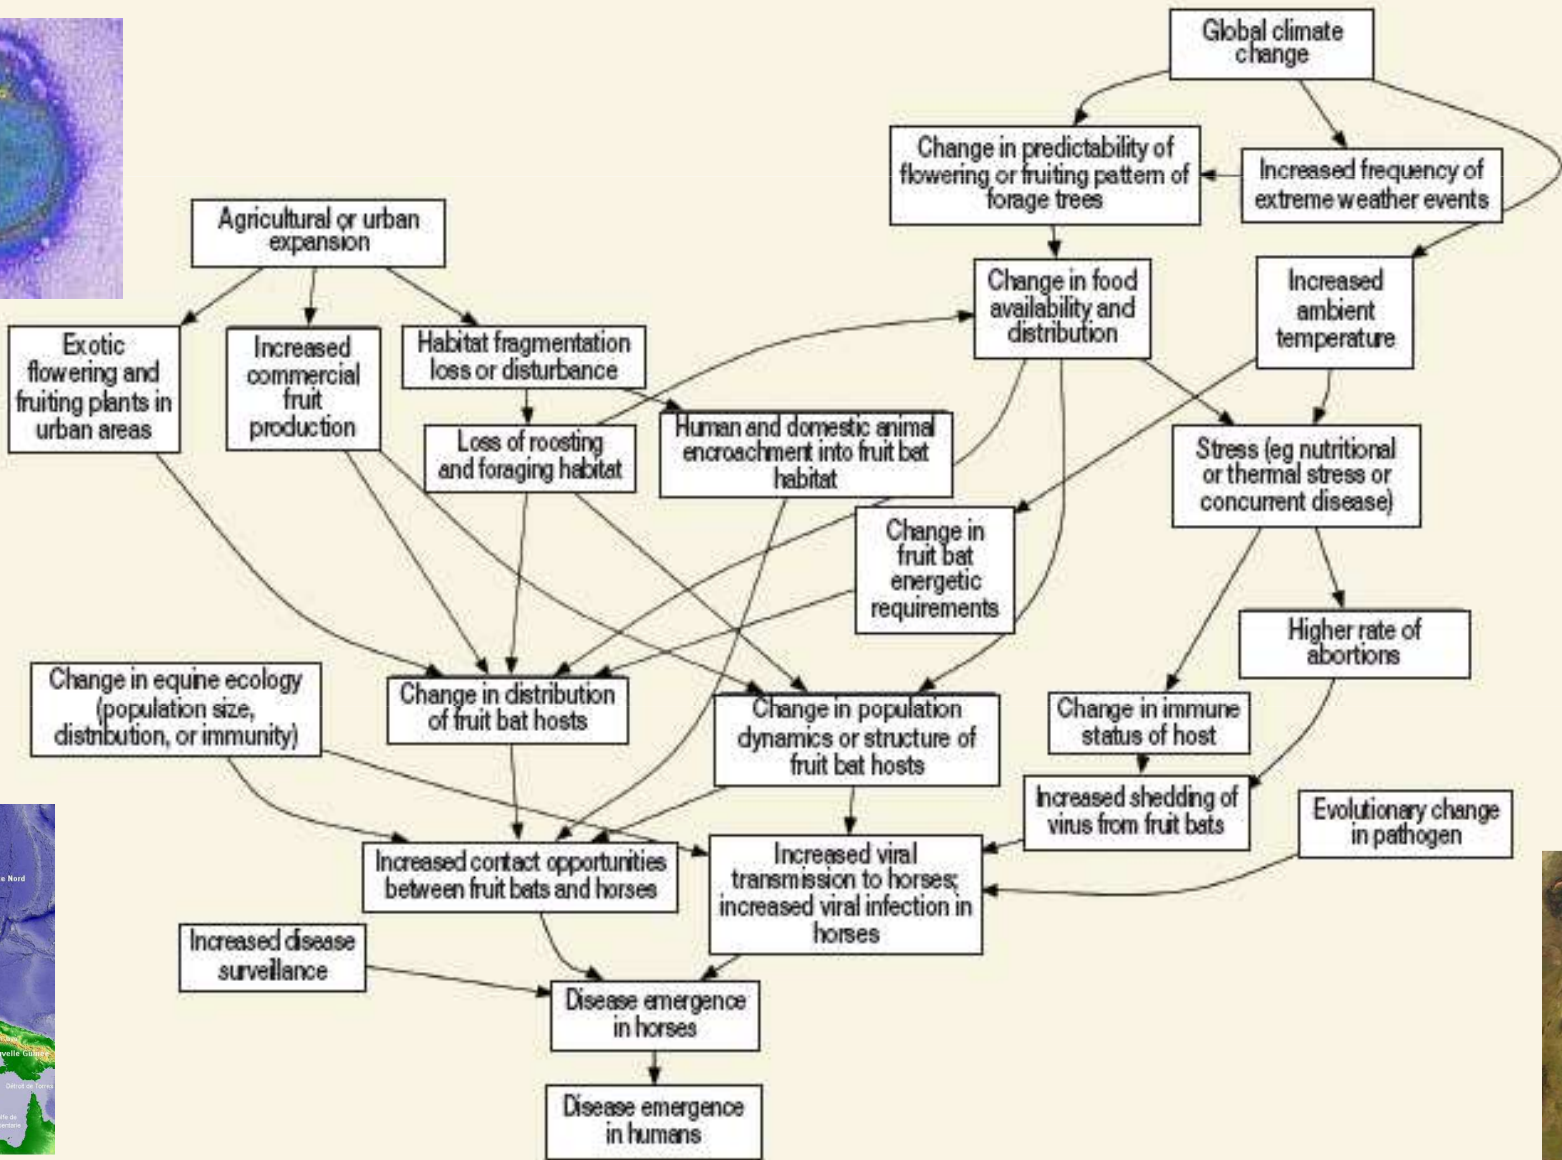 Global climate
change
Change in predictability of
flowering or fruiting pattern of
forage trees
Increased frequency of
extreme weather events
Agricultural or urban
expansion
Change in food
availability and
distribution
Increased
ambient
temperature
Exotic
flowering and
fruiting plants in
urban areas
Increased
commercial
fruit
production
Habitat fragmentation
loss or disturbance
Loss of roosting
and foraging habitat
Human and domestic animal
encroachment into fruit bat
habitat
Stress (eg nutritional
or thermal stress or
concurrent disease)
Change in
fruit bat
energetic
requirements
Higher rate of
abortions
Change in equine ecology
(population size,
distribution, or immunity)
Change in distribution
of fruit bat hosts
Change in population
dynamics or structure of
fruit bat hosts
Change in immune
status of host
Increased shedding of
virus from fruit bats
Evolutionary change
in pathogen
Increased contact opportunities
between fruit bats and horses
Increased viral
transmission to horses;
increased viral infection in
horses
Increased disease
surveillance
Disease emergence
in horses
Disease emergence
in humans
Nord
Détroit de Torres